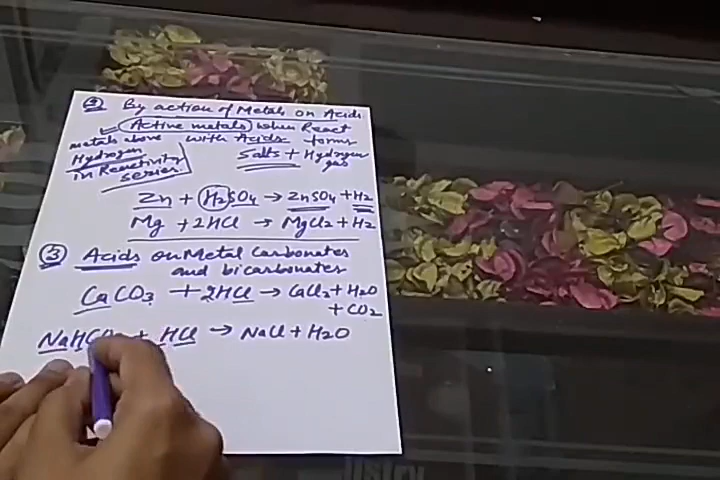 ② By action of Metals on Acids
Active metals when React
metals above with Acids forms
Hydrogen Salts + Hydrogen
in Reactivity gas
series
Zn + H2SO4 → ZnSO4 + H2
Mg + 2HCl → MgCl2 + H2
③ Acids on Metal Carbonates
and bicarbonates
CaCO3 + 2HCl → CaCl2 + H2O
+ CO2
NaHCO3 + HCl → NaCl + H2O